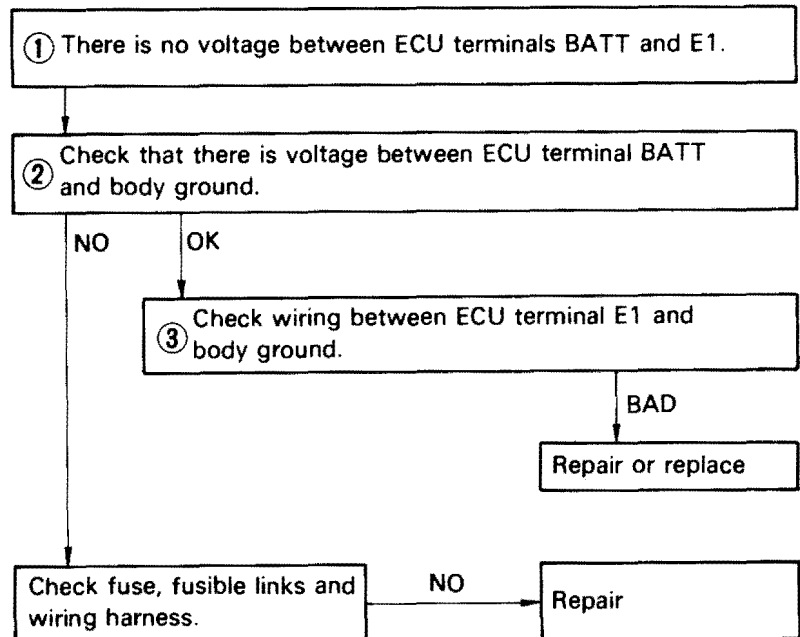 ① There is no voltage between ECU terminals BATT and E1.
② Check that there is voltage between ECU terminal BATT
and body ground.
NO
OK
③ Check wiring between ECU terminal E1 and
body ground.
BAD
Repair or replace
Check fuse, fusible links and
wiring harness.
NO
Repair